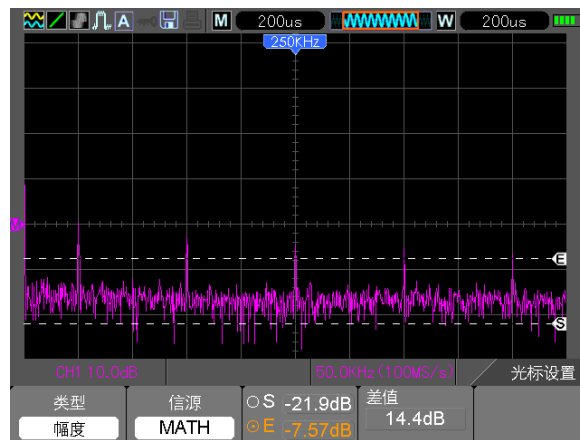 A M 200us W 200us
250KHz
M
E
S
CH1 10.0dB 50.0KHz (100MS/s) 光标设置
类型 信源 S -21.9dB 差值
幅度 MATH E -7.57dB 14.4dB